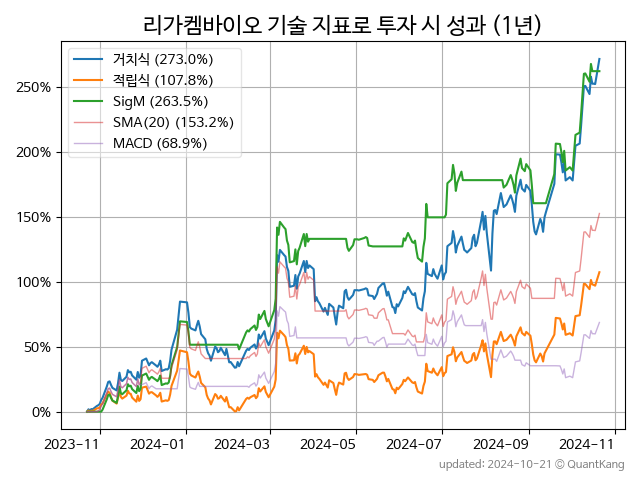 리가켐바이오 기술 지표로 투자 시 성과 (1년)
거치식 (273.0%)
적립식 (107.8%)
SigM (263.5%)
SMA(20) (153.2%)
MACD (68.9%)
250%
200%
150%
100%
50%
0%
2023-11 2024-01 2024-03 2024-05 2024-07 2024-09 2024-11
updated: 2024-10-21 © QuantKang